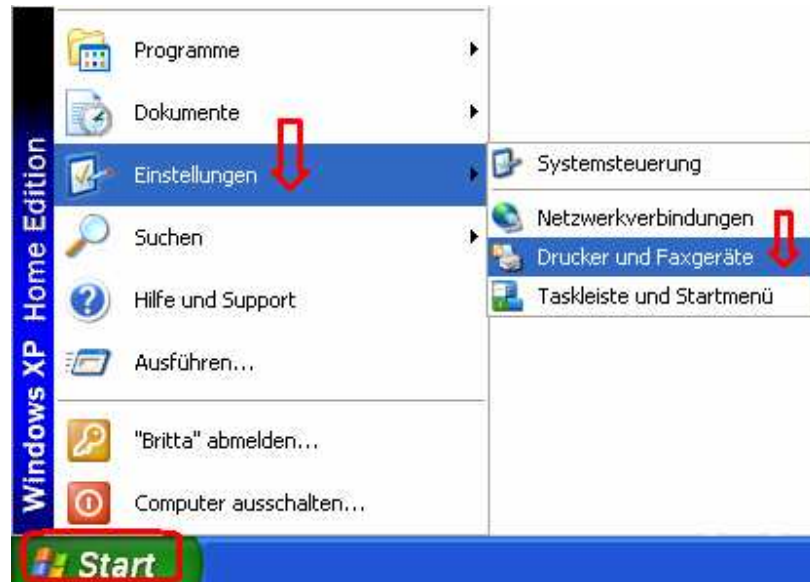 Programme
Dokumente
Einstellungen
Suchen
Hilfe und Support
Ausführen...
"Britta" abmelden...
Computer ausschalten...
Systemsteuerung
Netzwerkverbindungen
Drucker und Faxgeräte
Taskleiste und Startmenü
Windows XP Home Edition
Start